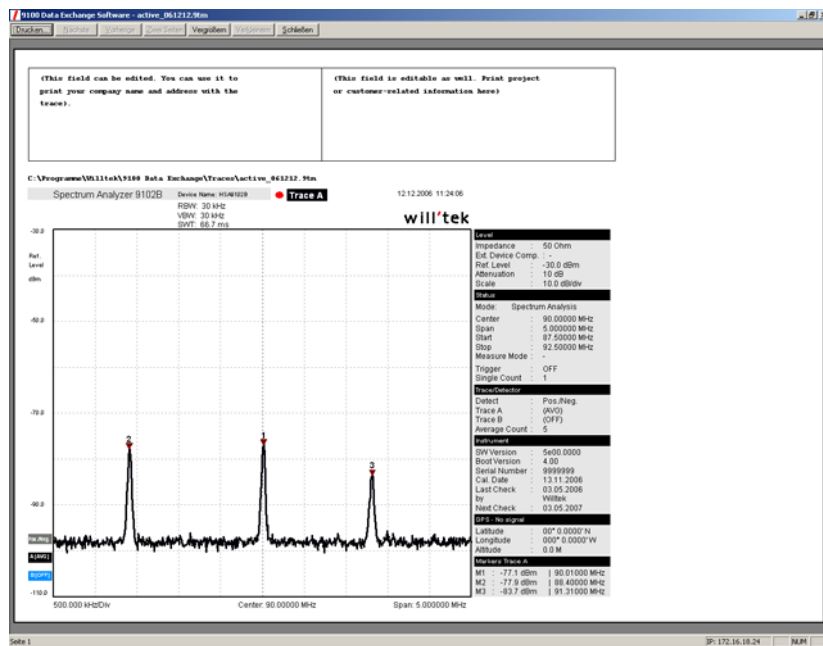 9100 Data Exchange Software - active_061212.9tm
Drucken... Nächste Vorherige Zwei Seiten Vergrößern Verkleinern Schließen
(This field can be edited. You can use it to
print your company name and address with the
trace).
(This field is editable as well. Print project
or customer-related information here)
C:\Programme\Willtek\9100 Data Exchange\Traces\active_061212.9tm
Spectrum Analyzer 9102B
Device Name: HSA9102B
Trace A
12.12.2006 11:24:06
RBW: 30 kHz
VBW: 30 kHz
SWT: 66.7 ms
will'tek
-30.0
Ref.
Level
dBm
-50.0
-70.0
-90.0
-110.0
Pos./Neg.
A(AVG)
B(OFF)
2
1
3
500.000 kHz/Div
Center: 90.00000 MHz
Span: 5.000000 MHz
Level
Impedance : 50 Ohm
Ext. Device Comp. : -
Ref. Level : -30.0 dBm
Attenuation : 10 dB
Scale : 10.0 dB/div
Status
Mode: Spectrum Analysis
Center : 90.00000 MHz
Span : 5.000000 MHz
Start : 87.50000 MHz
Stop : 92.50000 MHz
Measure Mode : -
Trigger : OFF
Single Count : 1
Trace/Detector
Detect : Pos./Neg.
Trace A : (AVG)
Trace B : (OFF)
Average Count : 5
Instrument
SW Version : 5e00.0000
Boot Version : 4.00
Serial Number : 9999999
Cal. Date : 13.11.2006
Last Check : 03.05.2006
by Willtek
Next Check : 03.05.2007
GPS - No signal
Latitude : 00° 0.0000' N
Longitude : 000° 0.0000' W
Altitude : 0.0 M
Markers Trace A
M1 : -77.1 dBm | 90.01000 MHz
M2 : -77.9 dBm | 88.40000 MHz
M3 : -83.7 dBm | 91.31000 MHz
Seite 1
IP: 172.16.18.24
NUM